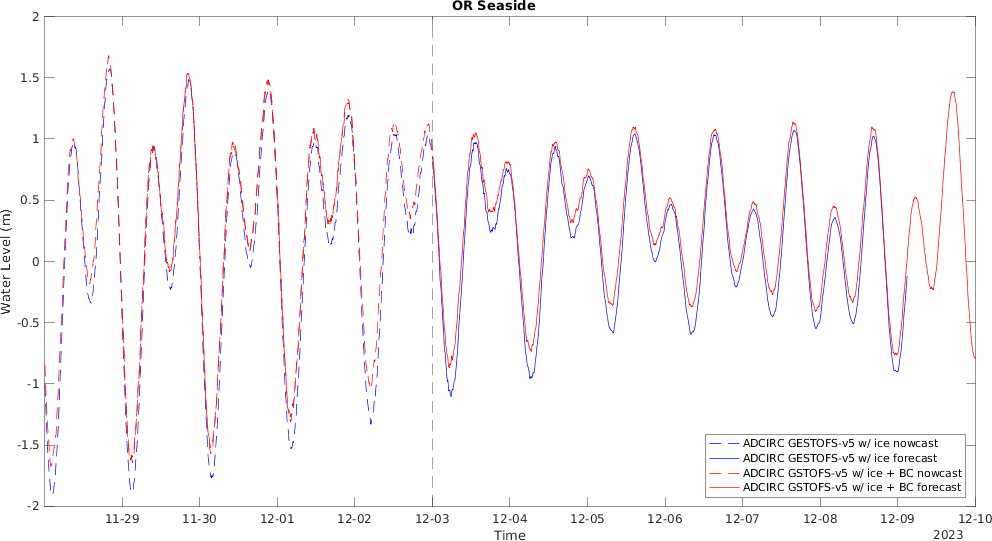 OR Seaside
2
1.5
1
0.5
0
-0.5
-1
-1.5
-2
Water Level (m)
11-29 11-30 12-01 12-02 12-03 12-04 12-05 12-06 12-07 12-08 12-09 12-10
Time
2023
ADCIRC GESTOFS-v5 w/ ice nowcast
ADCIRC GESTOFS-v5 w/ ice forecast
ADCIRC GSTOFS-v5 w/ ice + BC nowcast
ADCIRC GSTOFS-v5 w/ ice + BC forecast